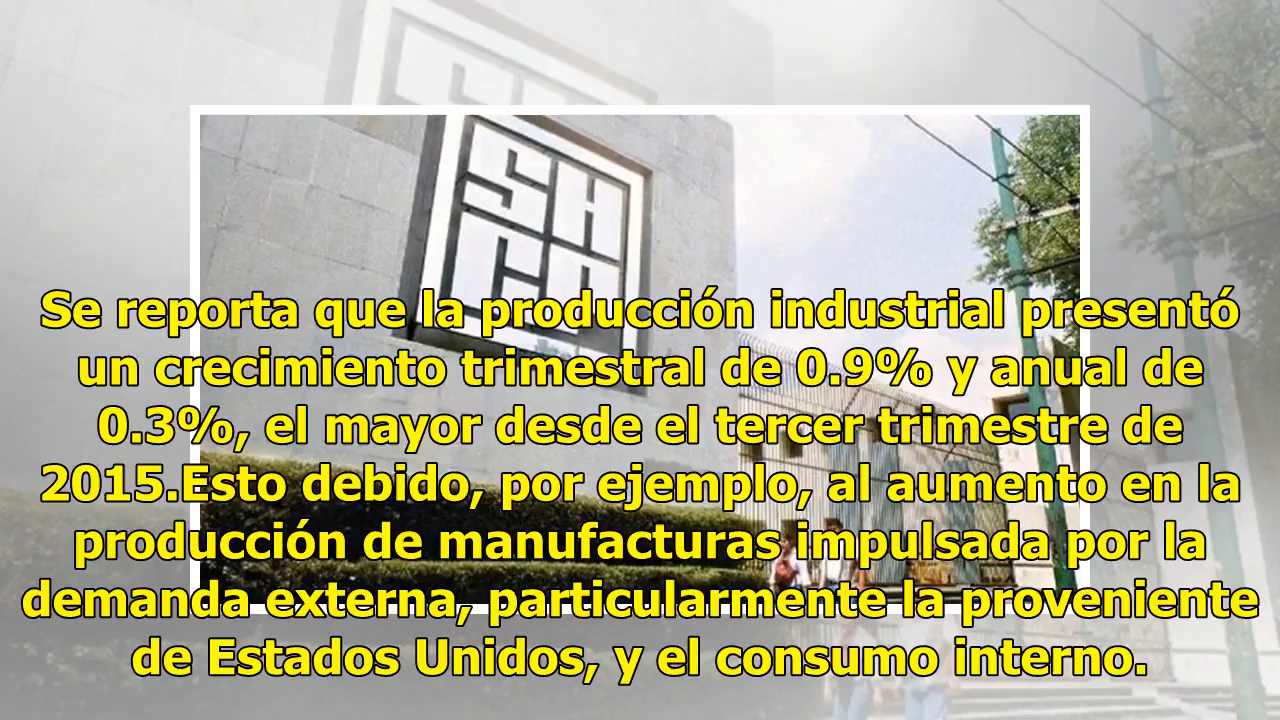 SH
CP
Se reporta que la producción industrial presentó
un crecimiento trimestral de 0.9% y anual de
0.3%, el mayor desde el tercer trimestre de
2015.Esto debido, por ejemplo, al aumento en la
producción de manufacturas impulsada por la
demanda externa, particularmente la proveniente
de Estados Unidos, y el consumo interno.